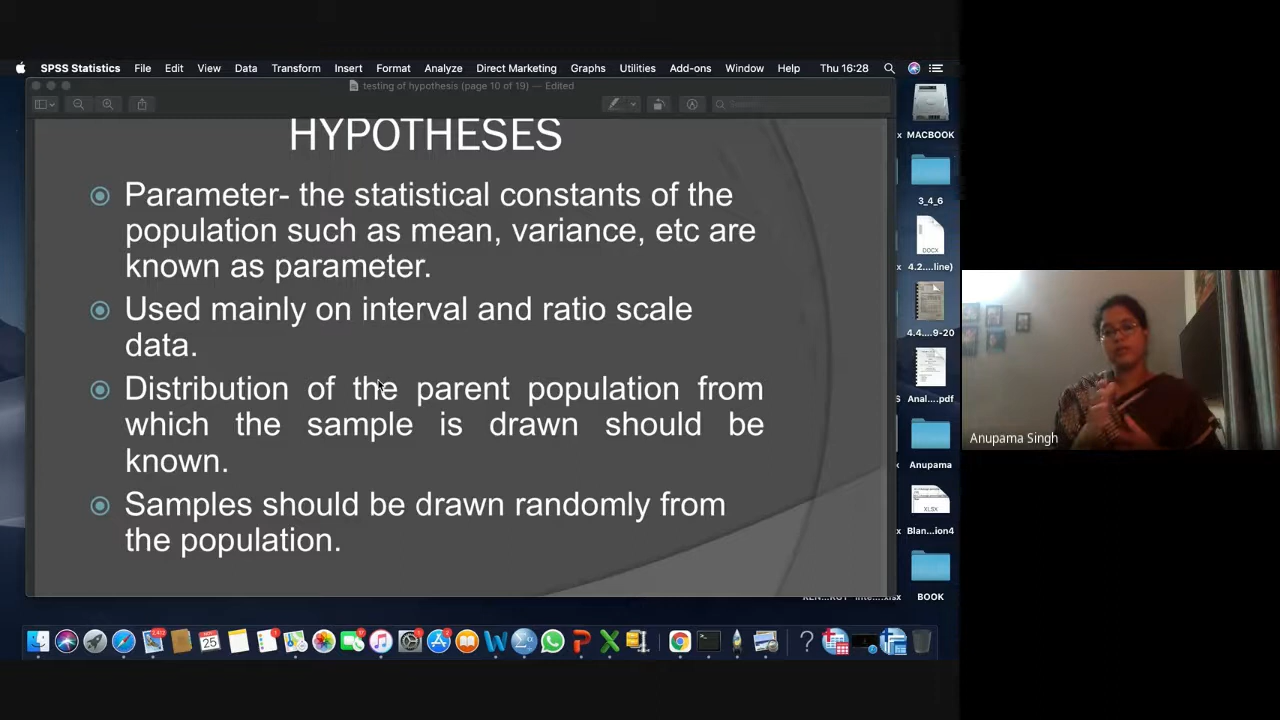 SPSS Statistics File Edit View Data Transform Insert Format Analyze Direct Marketing Graphs Utilities Add-ons Window Help Thu 16:28
testing of hypothesis (page 10 of 19) — Edited
Search
HYPOTHESES
Parameter- the statistical constants of the
population such as mean, variance, etc are
known as parameter.
Used mainly on interval and ratio scale
data.
Distribution of the parent population from
which the sample is drawn should be
known.
Samples should be drawn randomly from
the population.
MACBOOK
3_4_6
DOCX
4.2....line)
4.4....9-20
Anal....pdf
Anupama
XLSX
Blan...ion4
BOOK
Anupama Singh
25